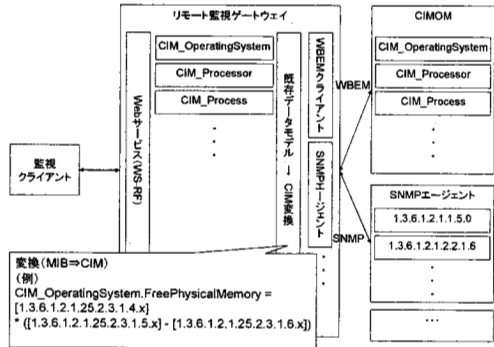 リモート監視ゲートウェイ
CIM_OperatingSystem
CIM_Processor
CIM_Process
Webサービス(WS-RF)
既存データモデル → CIM変換
WBEMクライアント
SNMPエージェント
監視
クライアント
WBEM
SNMP
CIMOM
CIM_OperatingSystem
CIM_Processor
CIM_Process
SNMPエージェント
1.3.6.1.2.1.1.5.0
1.3.6.1.2.1.2.2.1.6
...
変換(MIB⇒CIM)
(例)
CIM_OperatingSystem.FreePhysicalMemory =
[1.3.6.1.2.1.25.2.3.1.4.x]
* ([1.3.6.1.2.1.25.2.3.1.5.x] - [1.3.6.1.2.1.25.2.3.1.6.x])